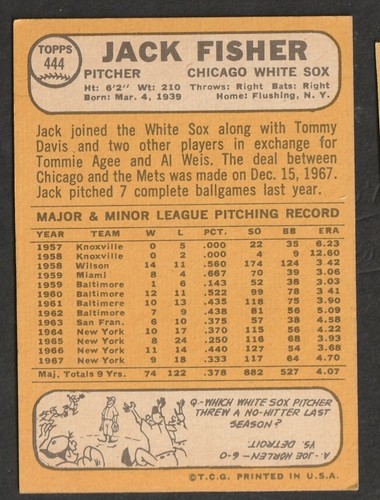 TOPPS
444
JACK FISHER
PITCHER CHICAGO WHITE SOX
Ht: 6'2" Wt: 210 Throws: Right Bats: Right
Born: Mar. 4, 1939 Home: Flushing, N. Y.
Jack joined the White Sox along with Tommy
Davis and two other players in exchange for
Tommie Agee and Al Weis. The deal between
Chicago and the Mets was made on Dec. 15, 1967.
Jack pitched 7 complete ballgames last year.
MAJOR & MINOR LEAGUE PITCHING RECORD
YEAR TEAM W L PCT. SO BB ERA
1957 Knoxville 0 5 .000 22 35 6.23
1958 Knoxville 0 2 .000 4 9 12.60
1958 Wilson 14 11 .560 174 124 3.42
1959 Miami 8 4 .667 70 39 3.06
1959 Baltimore 1 6 .143 52 38 3.03
1960 Baltimore 12 11 .522 99 78 3.41
1961 Baltimore 10 13 .435 118 75 3.90
1962 Baltimore 7 9 .438 81 56 5.09
1963 San Fran. 6 10 .375 57 38 4.58
1964 New York 10 17 .370 115 56 4.22
1965 New York 8 24 .250 116 68 3.93
1966 New York 11 14 .440 127 54 3.68
1967 New York 9 18 .333 117 64 4.70
Maj. Totals 9 Yrs. 74 122 .378 882 527 4.07
Q-WHICH WHITE SOX PITCHER
THREW A NO-HITTER LAST
SEASON?
A-JOE HORLEN - 6-0
VS. DETROIT
©T.C.G. PRINTED IN U.S.A.